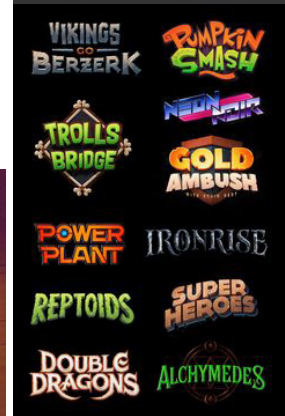 VIKINGS
GO
BERZERK
PUMPKIN
SMASH
NEON
NOIR
TROLL'S
BRIDGE
GOLD
AMBUSH
POWER
PLANT
IRONRISE
REPTOIDS
SUPER
HEROES
DOUBLE
DRAGONS
ALCHYMEDES